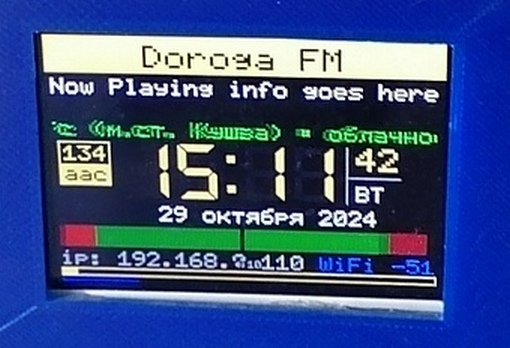 Doroga FM
Now Playing info goes here
°C (м.ст. Кушва) - облачно
134
aac
15:11
42
ВТ
29 октября 2024
ip: 192.168. 110 WiFi -51